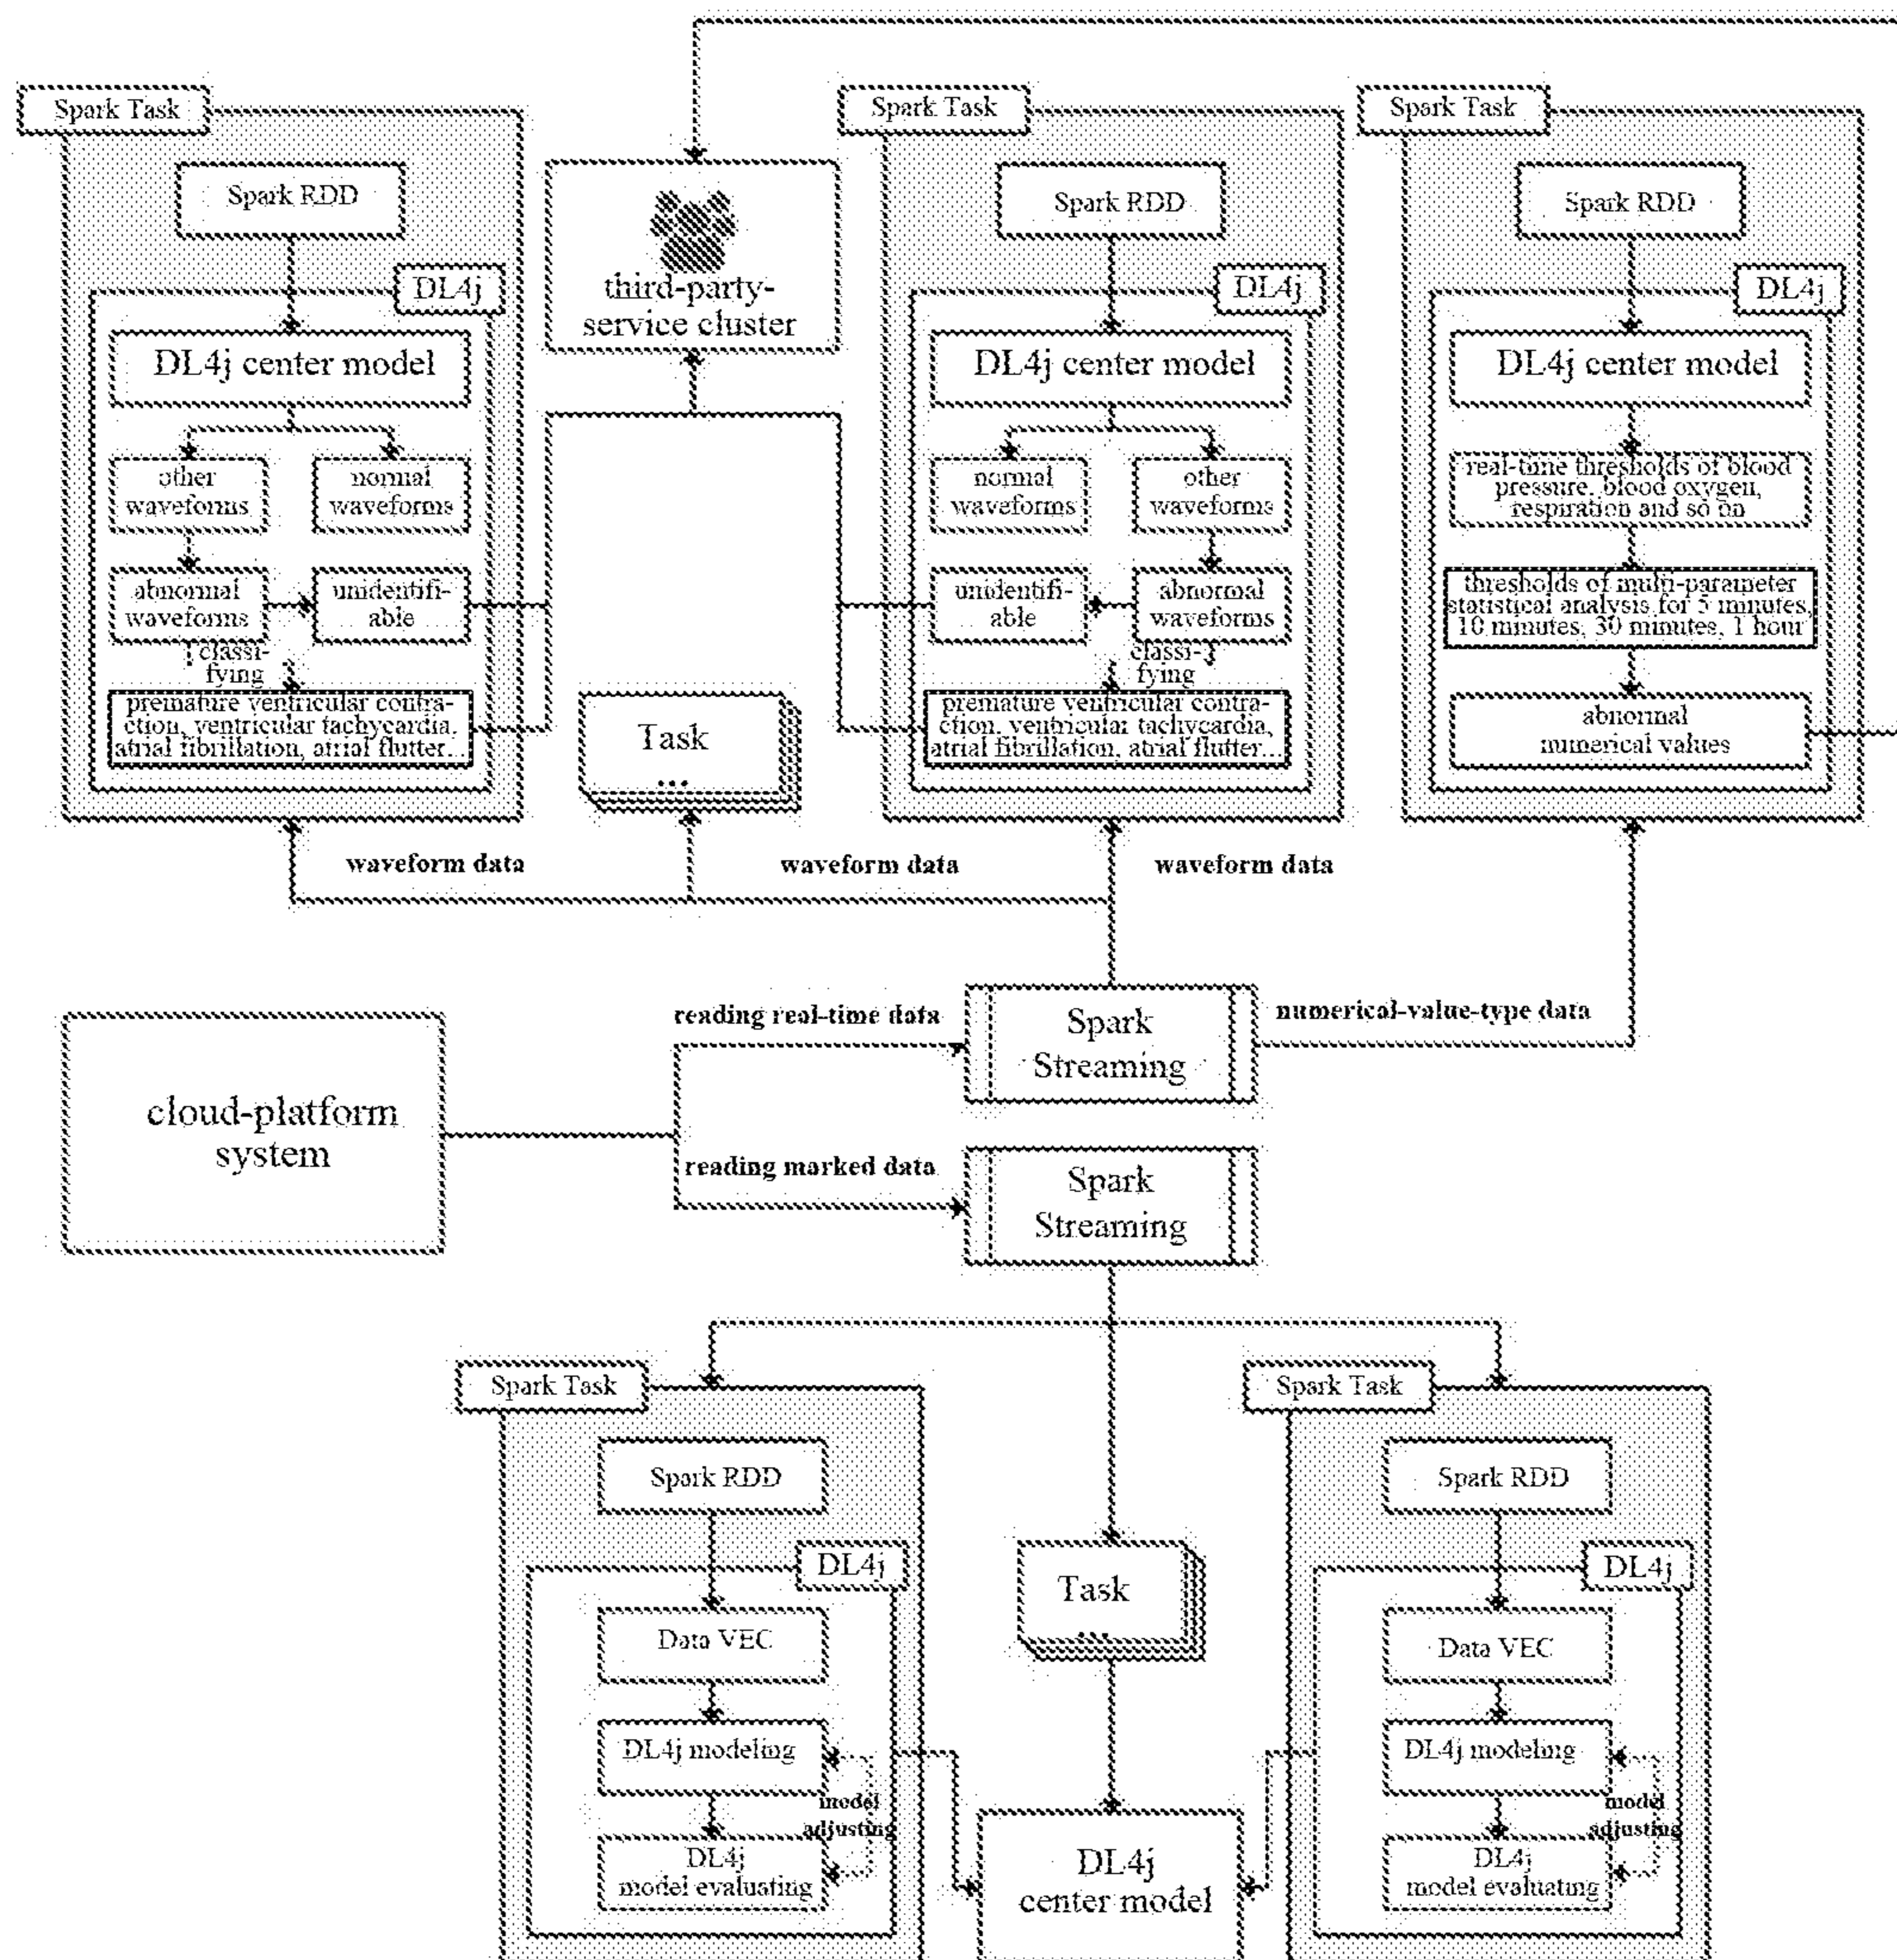 Spark Task
Spark RDD
DL4j
DL4j center model
other
waveforms
normal
waveforms
abnormal
waveforms
unidentifi-
able
classi-
fying
premature ventricular contra-
ction, ventricular tachycardia,
atrial fibrillation, atrial flutter...
third-party-
service cluster
Task
...
Spark Task
Spark RDD
DL4j
DL4j center model
normal
waveforms
other
waveforms
unidentifi-
able
abnormal
waveforms
classi-
fying
premature ventricular contra-
ction, ventricular tachycardia,
atrial fibrillation, atrial flutter...
Spark Task
Spark RDD
DL4j
DL4j center model
real-time thresholds of blood
pressure, blood oxygen,
respiration and so on
thresholds of multi-parameter
statistical analysis for 5 minutes,
10 minutes, 30 minutes, 1 hour
abnormal
numerical values
waveform data
waveform data
waveform data
cloud-platform
system
reading real-time data
Spark
Streaming
numerical-value-type data
reading marked data
Spark
Streaming
Spark Task
Spark RDD
DL4j
Data VEC
DL4j modeling
model
adjusting
DL4j
model evaluating
Task
...
DL4j
center model
Spark Task
Spark RDD
DL4j
Data VEC
DL4j modeling
model
adjusting
DL4j
model evaluating